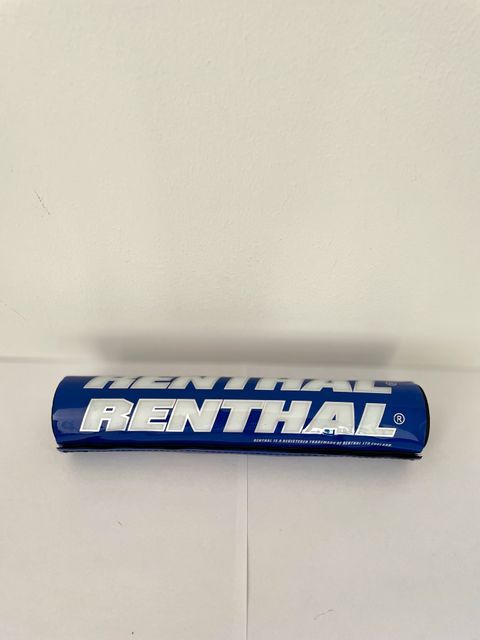 RENTHAL ®
RENTHAL ®
RENTHAL IS A REGISTERED TRADEMARK OF RENTHAL LTD ENGLAND